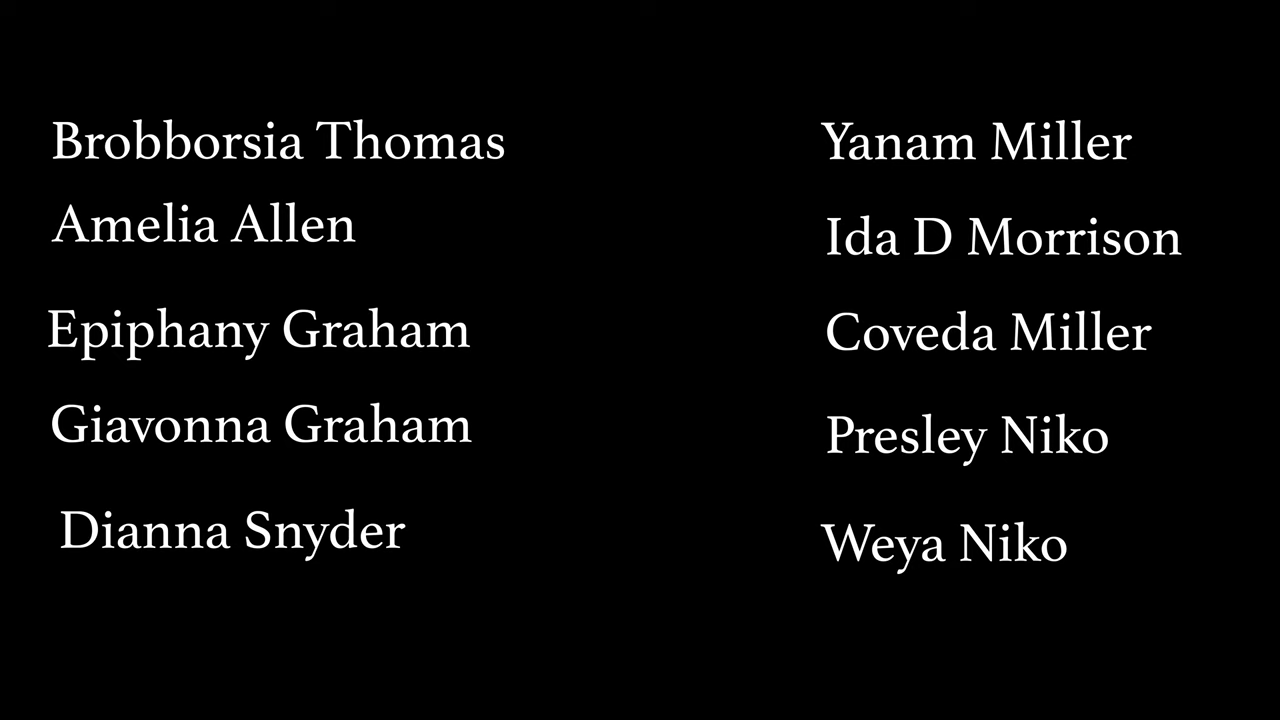 Brobborsia Thomas
Amelia Allen
Epiphany Graham
Giavonna Graham
Dianna Snyder
Yanam Miller
Ida D Morrison
Coveda Miller
Presley Niko
Weya Niko